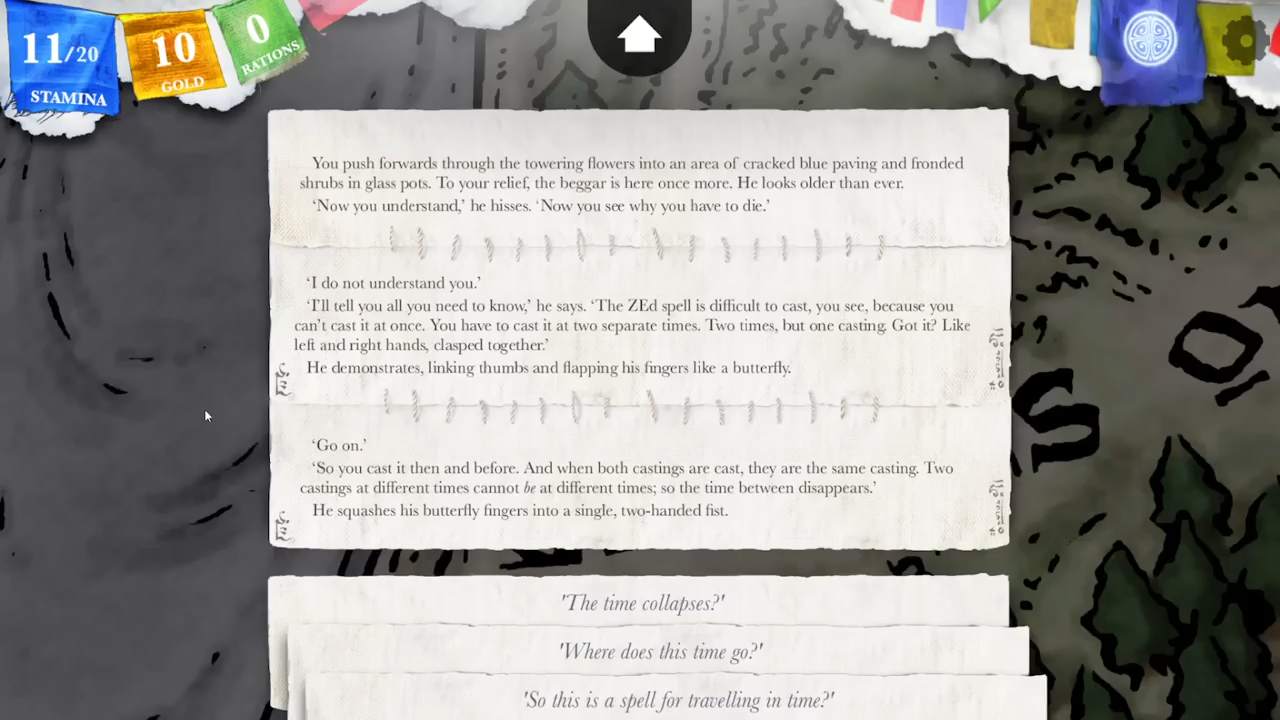 11/20
STAMINA
10
GOLD
0
RATIONS
You push forwards through the towering flowers into an area of cracked blue paving and fronded
shrubs in glass pots. To your relief, the beggar is here once more. He looks older than ever.
‘Now you understand,’ he hisses. ‘Now you see why you have to die.’
‘I do not understand you.’
‘I’ll tell you all you need to know,’ he says. ‘The ZEd spell is difficult to cast, you see, because you
can’t cast it at once. You have to cast it at two separate times. Two times, but one casting. Got it? Like
left and right hands, clasped together.’
He demonstrates, linking thumbs and flapping his fingers like a butterfly.
‘Go on.’
‘So you cast it then and before. And when both castings are cast, they are the same casting. Two
castings at different times cannot be at different times; so the time between disappears.’
He squashes his butterfly fingers into a single, two-handed fist.
'The time collapses?'
'Where does this time go?'
'So this is a spell for travelling in time?'